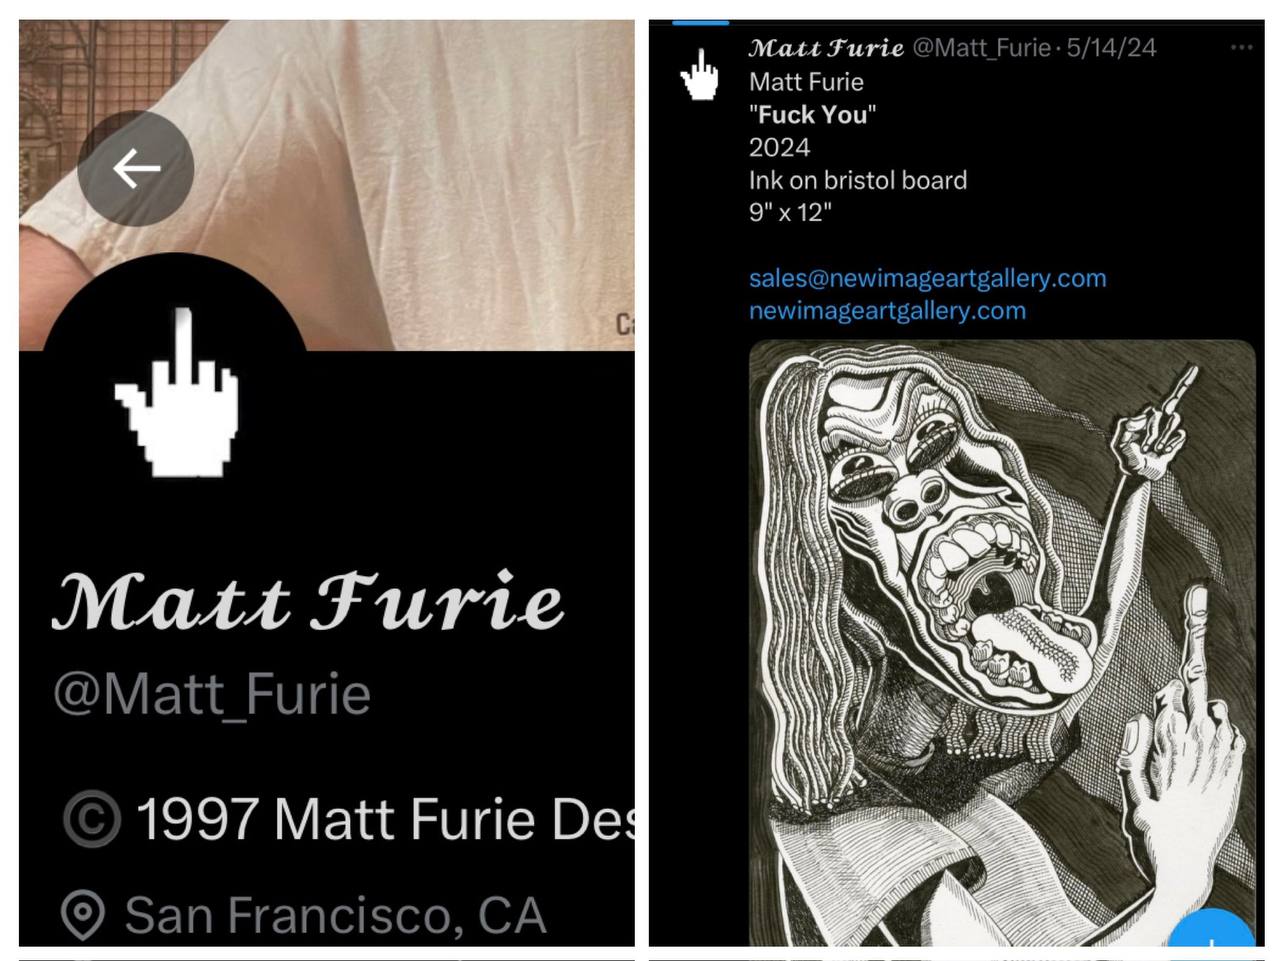 Matt Furie
@Matt_Furie
© 1997 Matt Furie Des
San Francisco, CA
Matt Furie @Matt_Furie · 5/14/24
Matt Furie
"Fuck You"
2024
Ink on bristol board
9" x 12"
sales@newimageartgallery.com
newimageartgallery.com